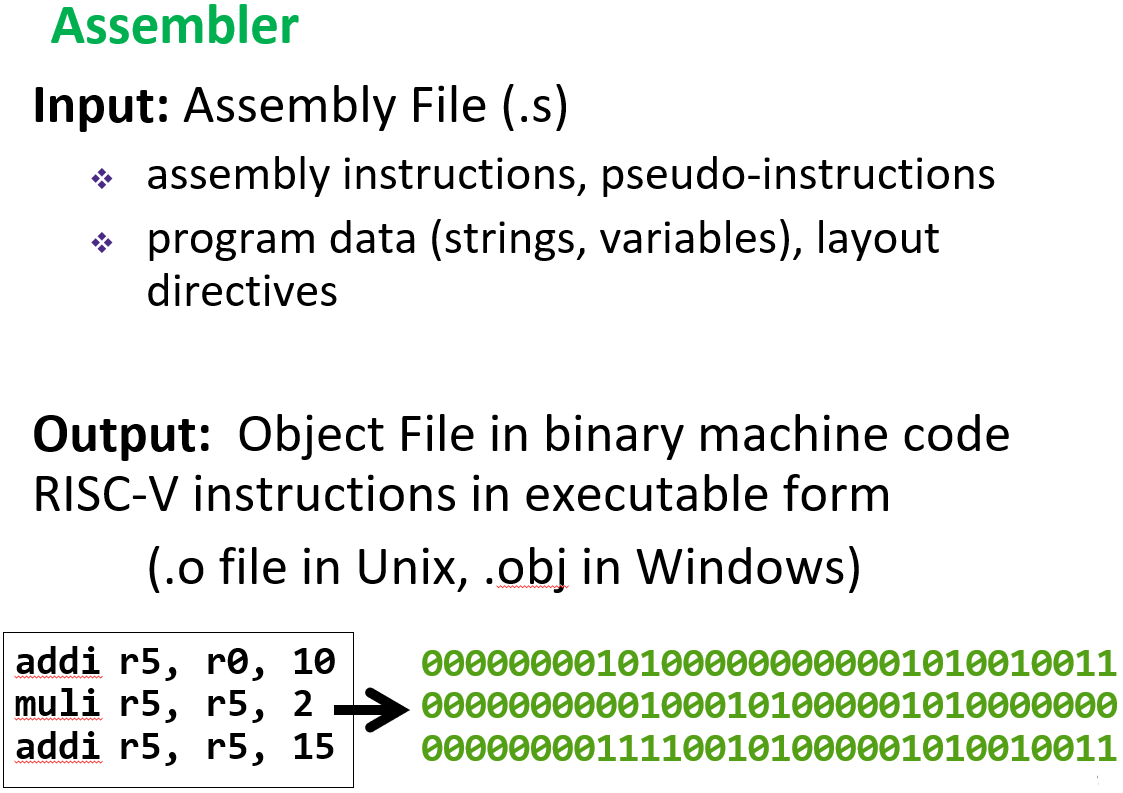 Assembler
Input: Assembly File (.s)
❖ assembly instructions, pseudo-instructions
❖ program data (strings, variables), layout
directives
Output: Object File in binary machine code
RISC-V instructions in executable form
(.o file in Unix, .obj in Windows)
addi r5, r0, 10
muli r5, r5, 2
addi r5, r5, 15
00000000101000000000001010010011
00000000001000101000001010000000
00000000111100101000001010010011